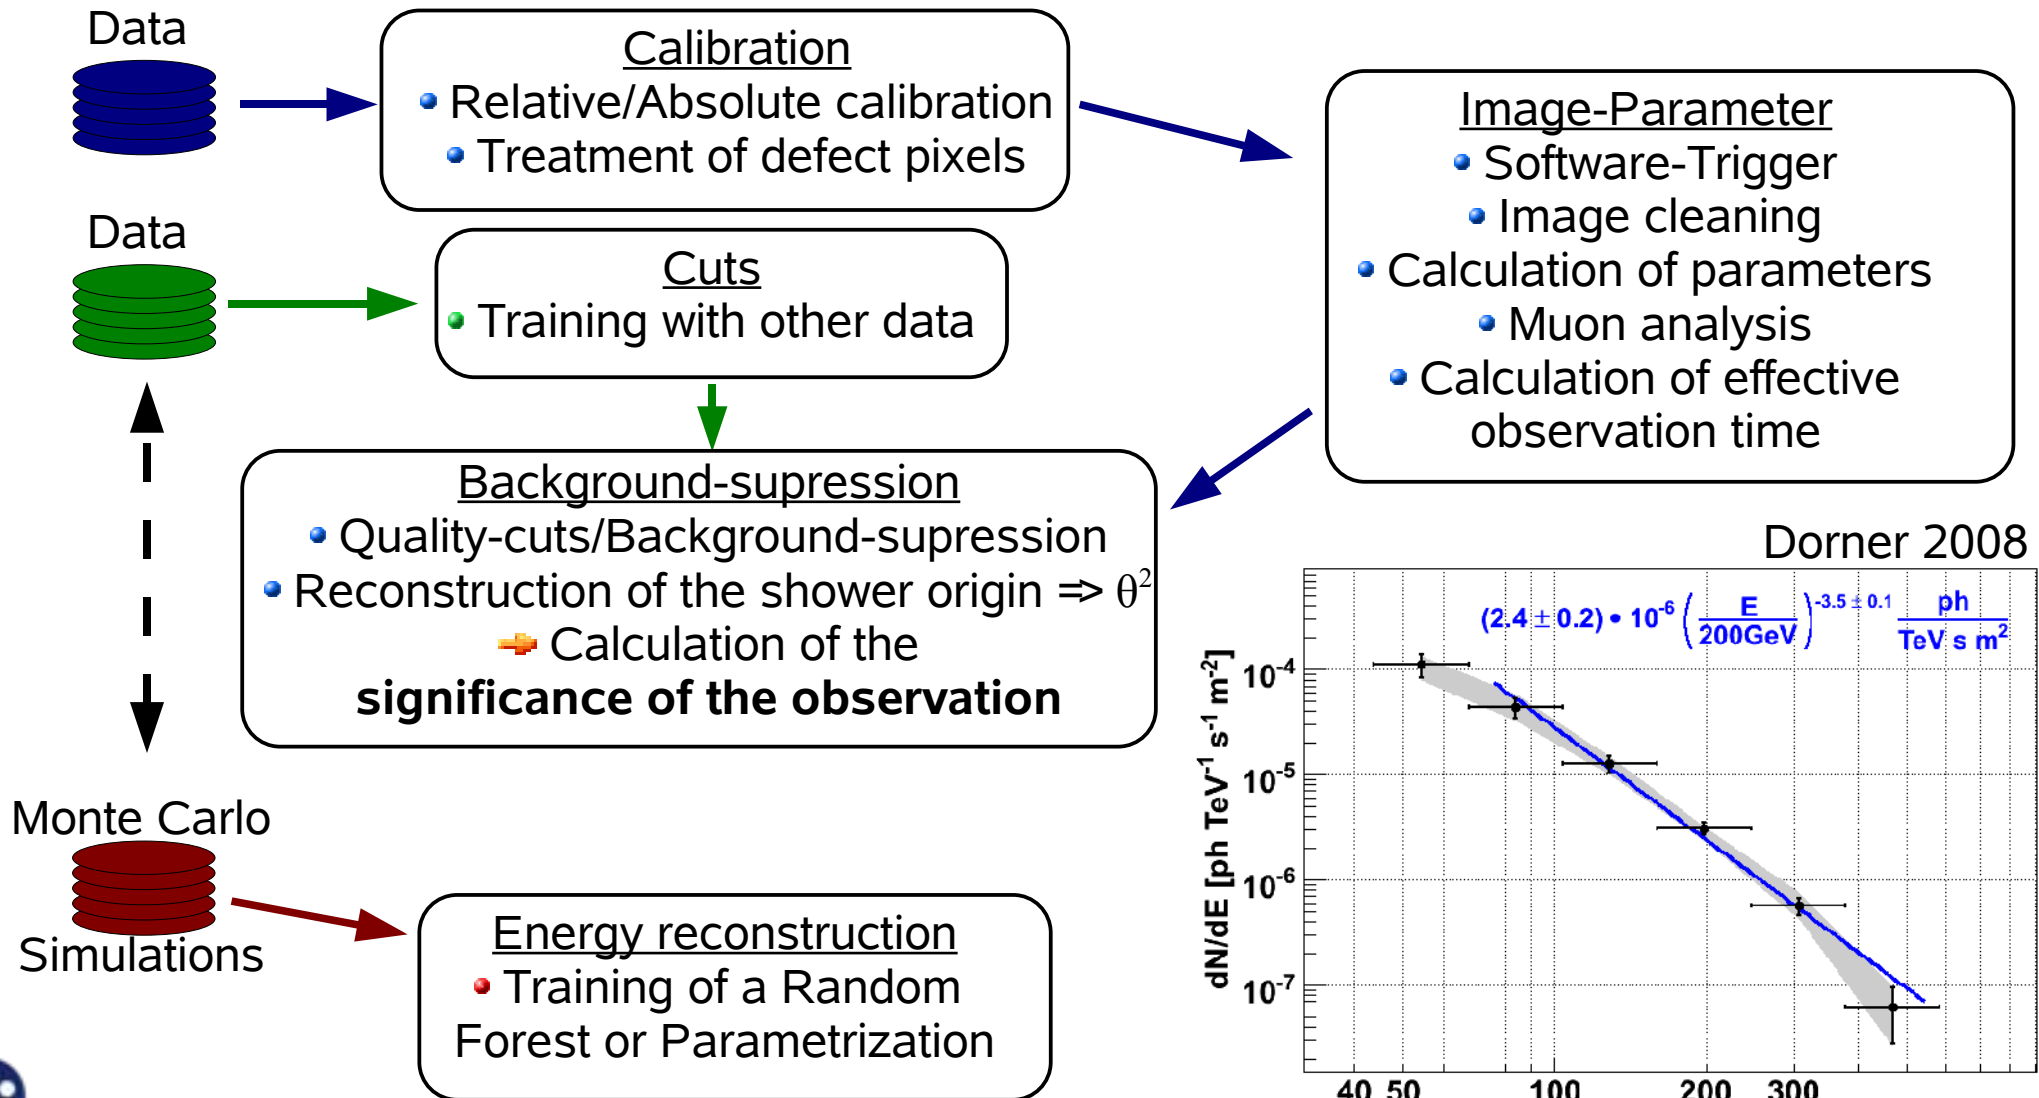 Data
Calibration
• Relative/Absolute calibration
• Treatment of defect pixels
Image-Parameter
• Software-Trigger
• Image cleaning
• Calculation of parameters
• Muon analysis
• Calculation of effective
observation time
Data
Cuts
• Training with other data
Background-supression
• Quality-cuts/Background-supression
• Reconstruction of the shower origin => θ²
Calculation of the
significance of the observation
Monte Carlo
Simulations
Energy reconstruction
• Training of a Random
Forest or Parametrization
Dorner 2008
(2.4 ± 0.2) • 10⁻⁶ (E/200GeV)^-3.5 ± 0.1 ph/TeV s m²
dN/dE [ph TeV⁻¹ s⁻¹ m⁻²]
10⁻⁴
10⁻⁵
10⁻⁶
10⁻⁷
40 50 100 200 300